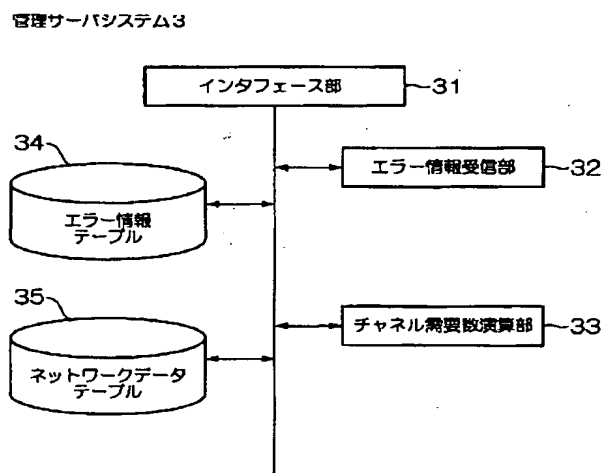 管理サーバシステム3
インタフェース部
31
34
エラー情報受信部
32
エラー情報
テーブル
35
チャネル需要数演算部
33
ネットワークデータ
テーブル